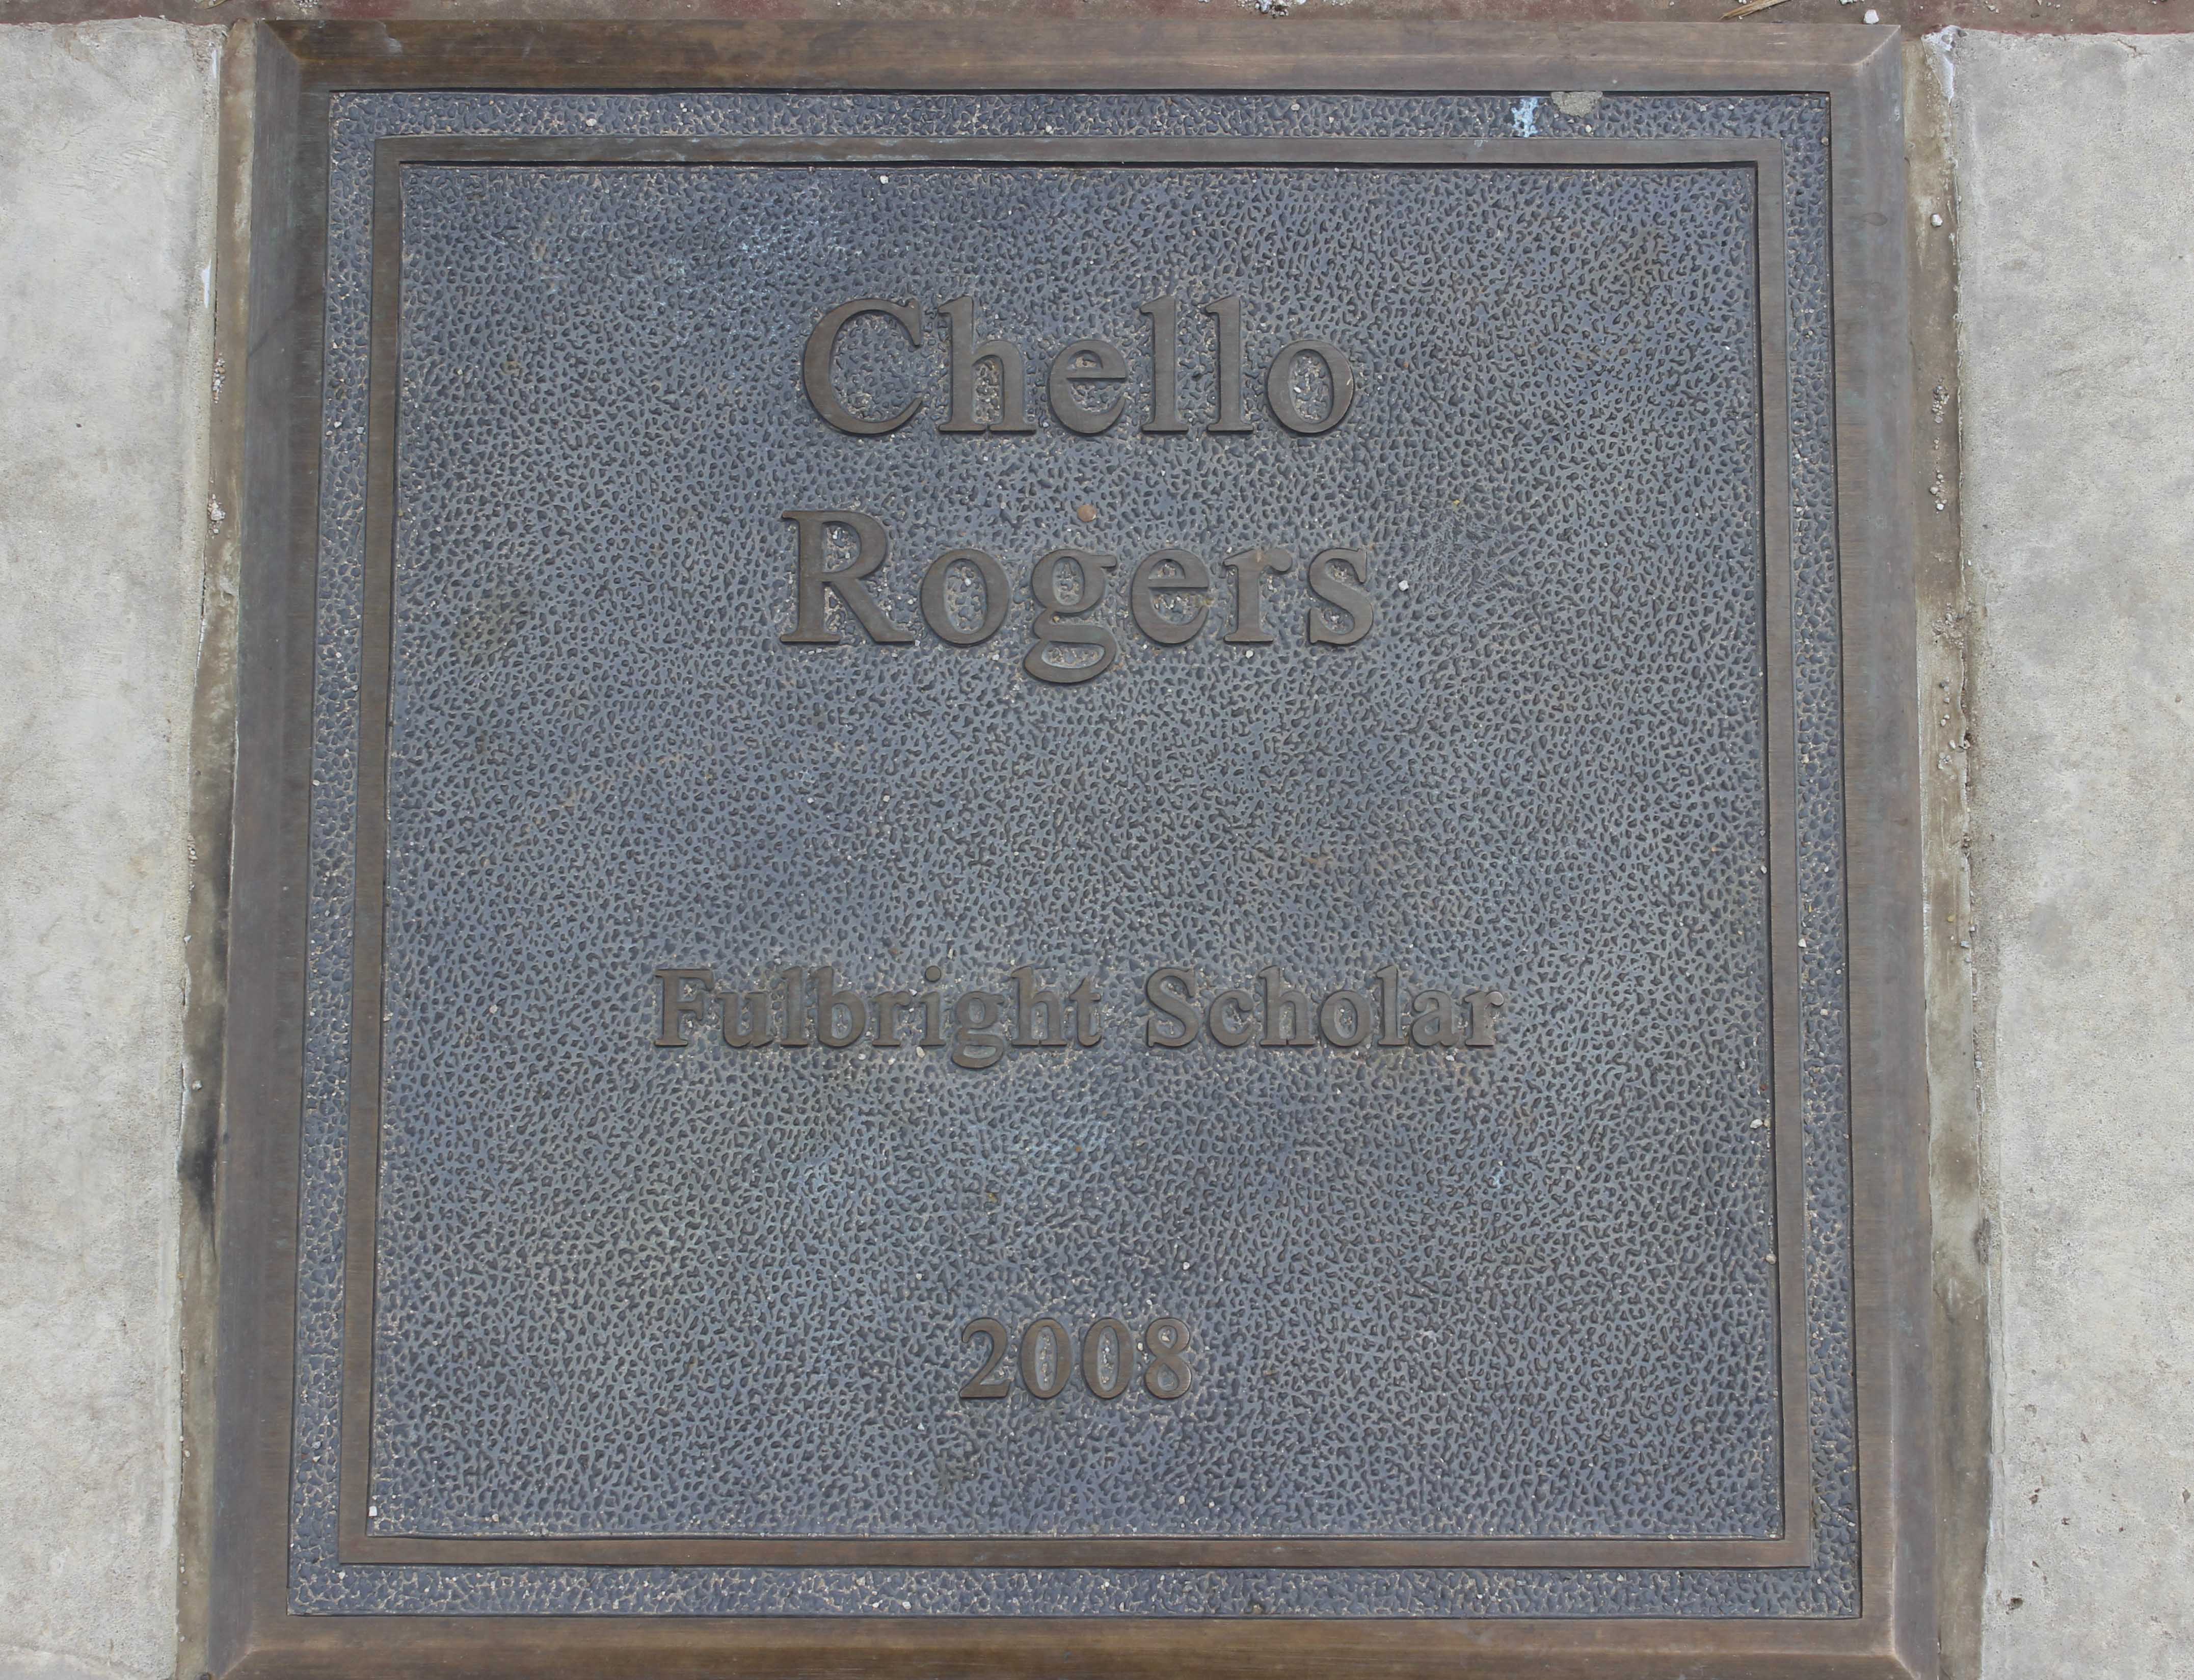 Chello
Rogers
Fulbright Scholar
2008